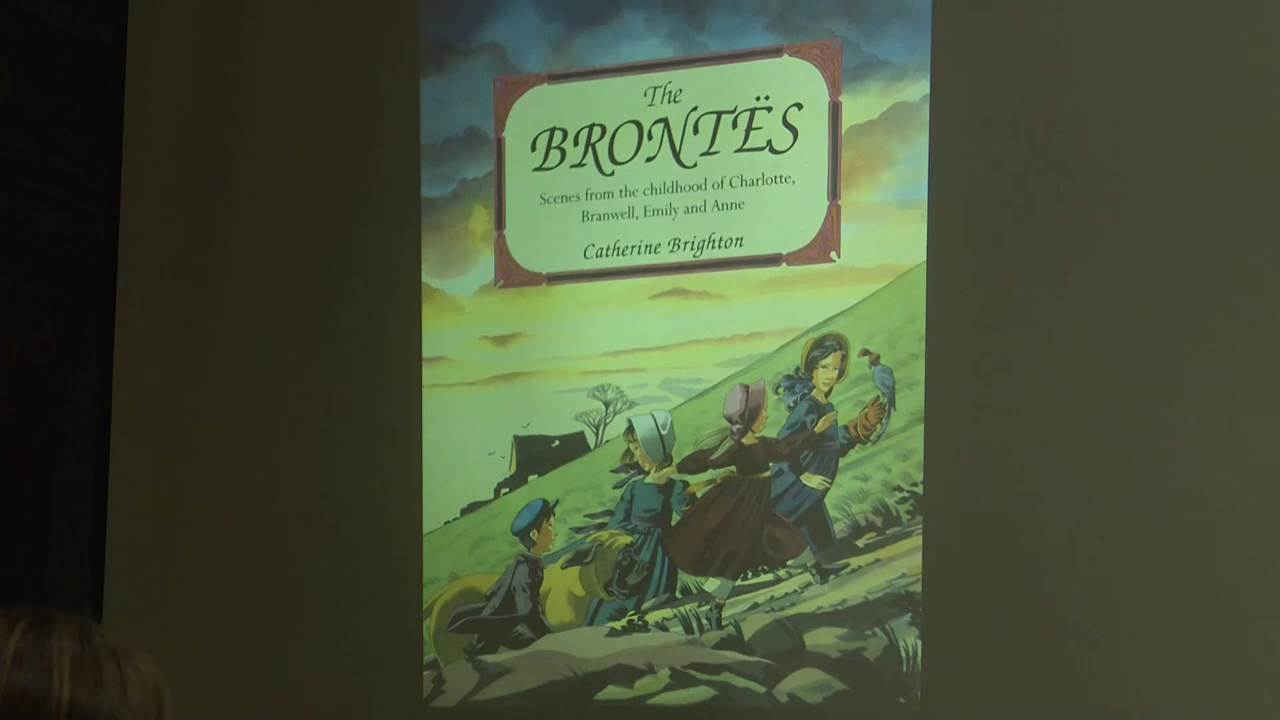 The
BRONTËS
Scenes from the childhood of Charlotte,
Branwell, Emily and Anne
Catherine Brighton